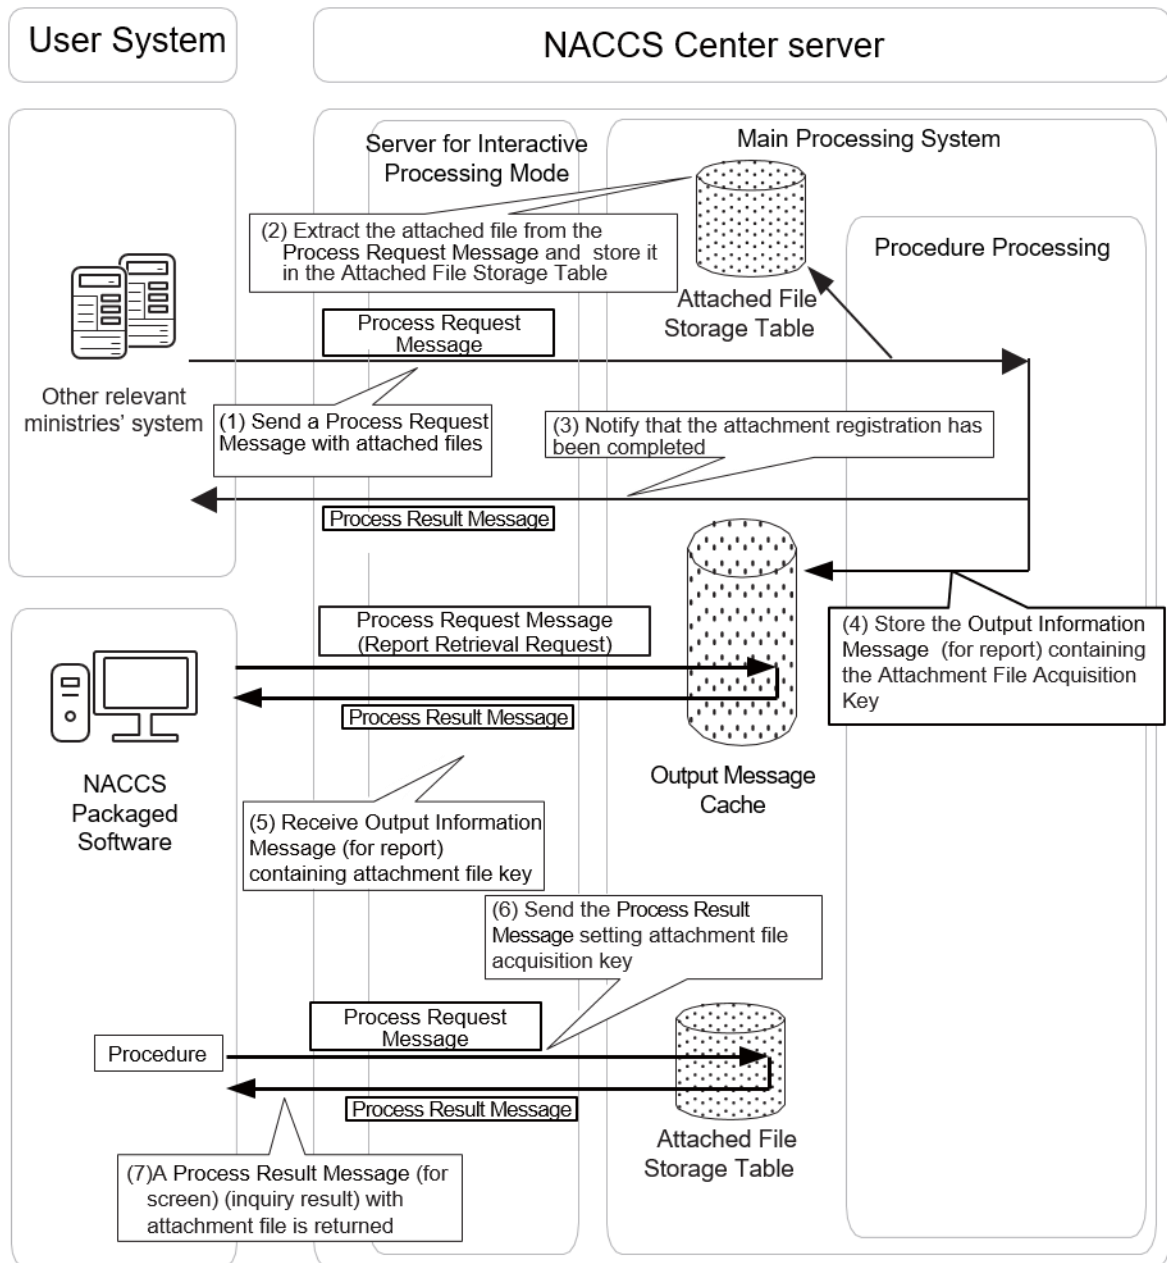 User System
NACCS Center server
Server for Interactive
Processing Mode
Main Processing System
(2) Extract the attached file from the
Process Request Message and store it
in the Attached File Storage Table
Procedure Processing
Attached File
Storage Table
Process Request
Message
Other relevant
ministries' system
(1) Send a Process Request
Message with attached files
(3) Notify that the attachment registration has
been completed
Process Result Message
Process Request Message
(Report Retrieval Request)
(4) Store the Output Information
Message (for report) containing
the Attachment File Acquisition
Key
Process Result Message
NACCS
Packaged
Software
Output Message
Cache
(5) Receive Output Information
Message (for report)
containing attachment file key
(6) Send the Process Result
Message setting attachment file
acquisition key
Process Request
Message
Procedure
Process Result Message
Attached File
Storage Table
(7)A Process Result Message (for
screen) (inquiry result) with
attachment file is returned